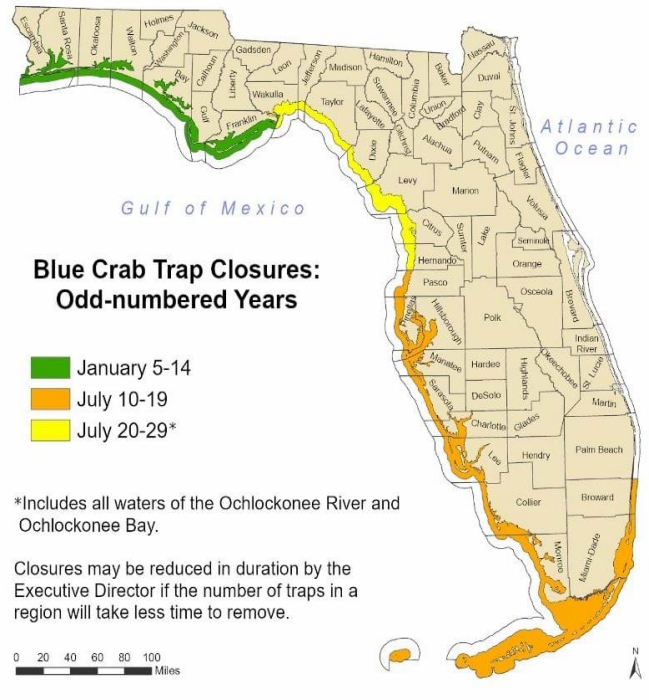 Escambia
Santa Rosa
Okaloosa
Walton
Holmes
Washington
Jackson
Bay
Calhoun
Gulf
Liberty
Gadsden
Franklin
Leon
Wakulla
Jefferson
Madison
Taylor
Hamilton
Suwannee
Lafayette
Dixie
Columbia
Gilchrist
Baker
Union
Bradford
Alachua
Nassau
Duval
Clay
St. Johns
Putnam
Flagler
Levy
Marion
Volusia
Citrus
Sumter
Lake
Seminole
Hernando
Orange
Pasco
Osceola
Brevard
Pinellas
Hillsborough
Polk
Indian
River
Manatee
Hardee
Highlands
Okeechobee
St. Lucie
Sarasota
DeSoto
Martin
Charlotte
Glades
Lee
Hendry
Palm Beach
Collier
Broward
Monroe
Miami-Dade
Atlantic
Ocean
Gulf of Mexico
Blue Crab Trap Closures:
Odd-numbered Years
January 5-14
July 10-19
July 20-29*
*Includes all waters of the Ochlockonee River and
Ochlockonee Bay.
Closures may be reduced in duration by the
Executive Director if the number of traps in a
region will take less time to remove.
0 20 40 60 80 100
Miles
N